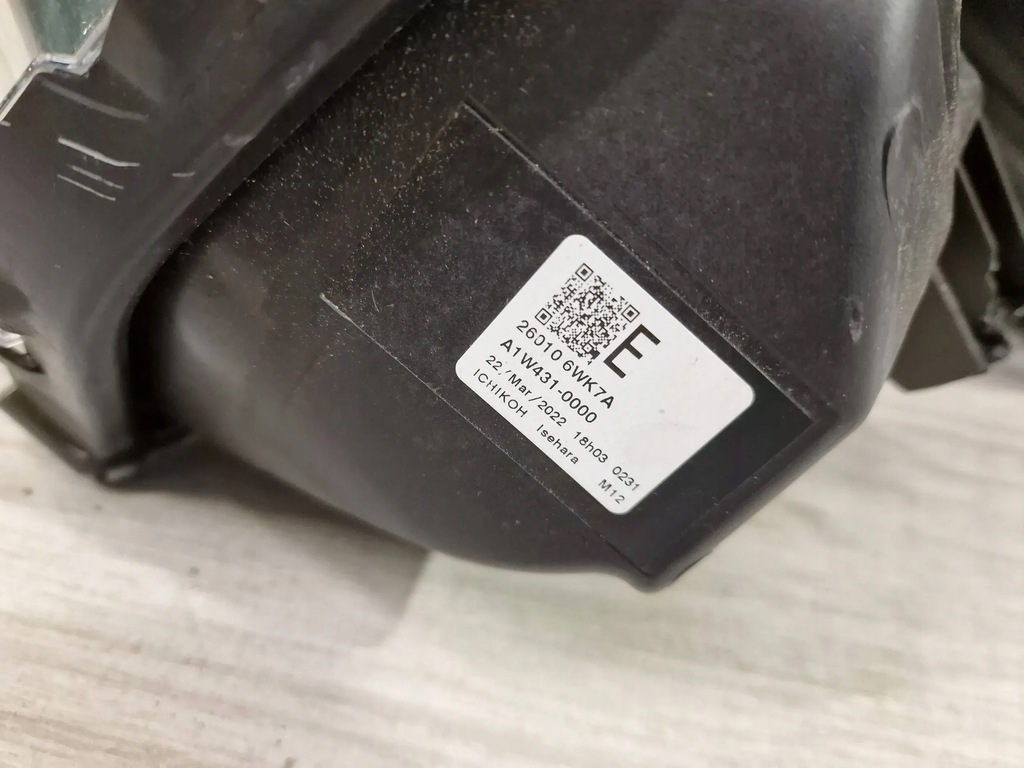 E
26010 6WK7A
A1W431-0000
22/Mar/2022 18h03 0231
ICHIKOH Isehara M12